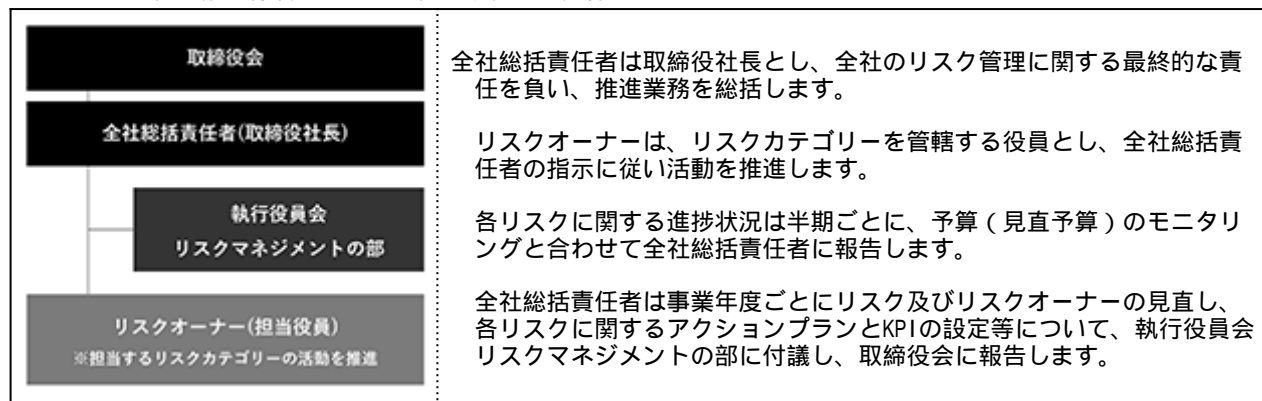 取締役会
全社総括責任者(取締役社長)
執行役員会
リスクマネジメントの部
リスクオーナー(担当役員)
※担当するリスクカテゴリーの活動を推進
全社総括責任者は取締役社長とし、全社のリスク管理に関する最終的な責
任を負い、推進業務を総括します。
リスクオーナーは、リスクカテゴリーを管轄する役員とし、全社総括責
任者の指示に従い活動を推進します。
各リスクに関する進捗状況は半期ごとに、予算(見直予算)のモニタリ
ングと合わせて全社総括責任者に報告します。
全社総括責任者は事業年度ごとにリスク及びリスクオーナーの見直し、
各リスクに関するアクションプランとKPIの設定等について、執行役員会
リスクマネジメントの部に付議し、取締役会に報告します。